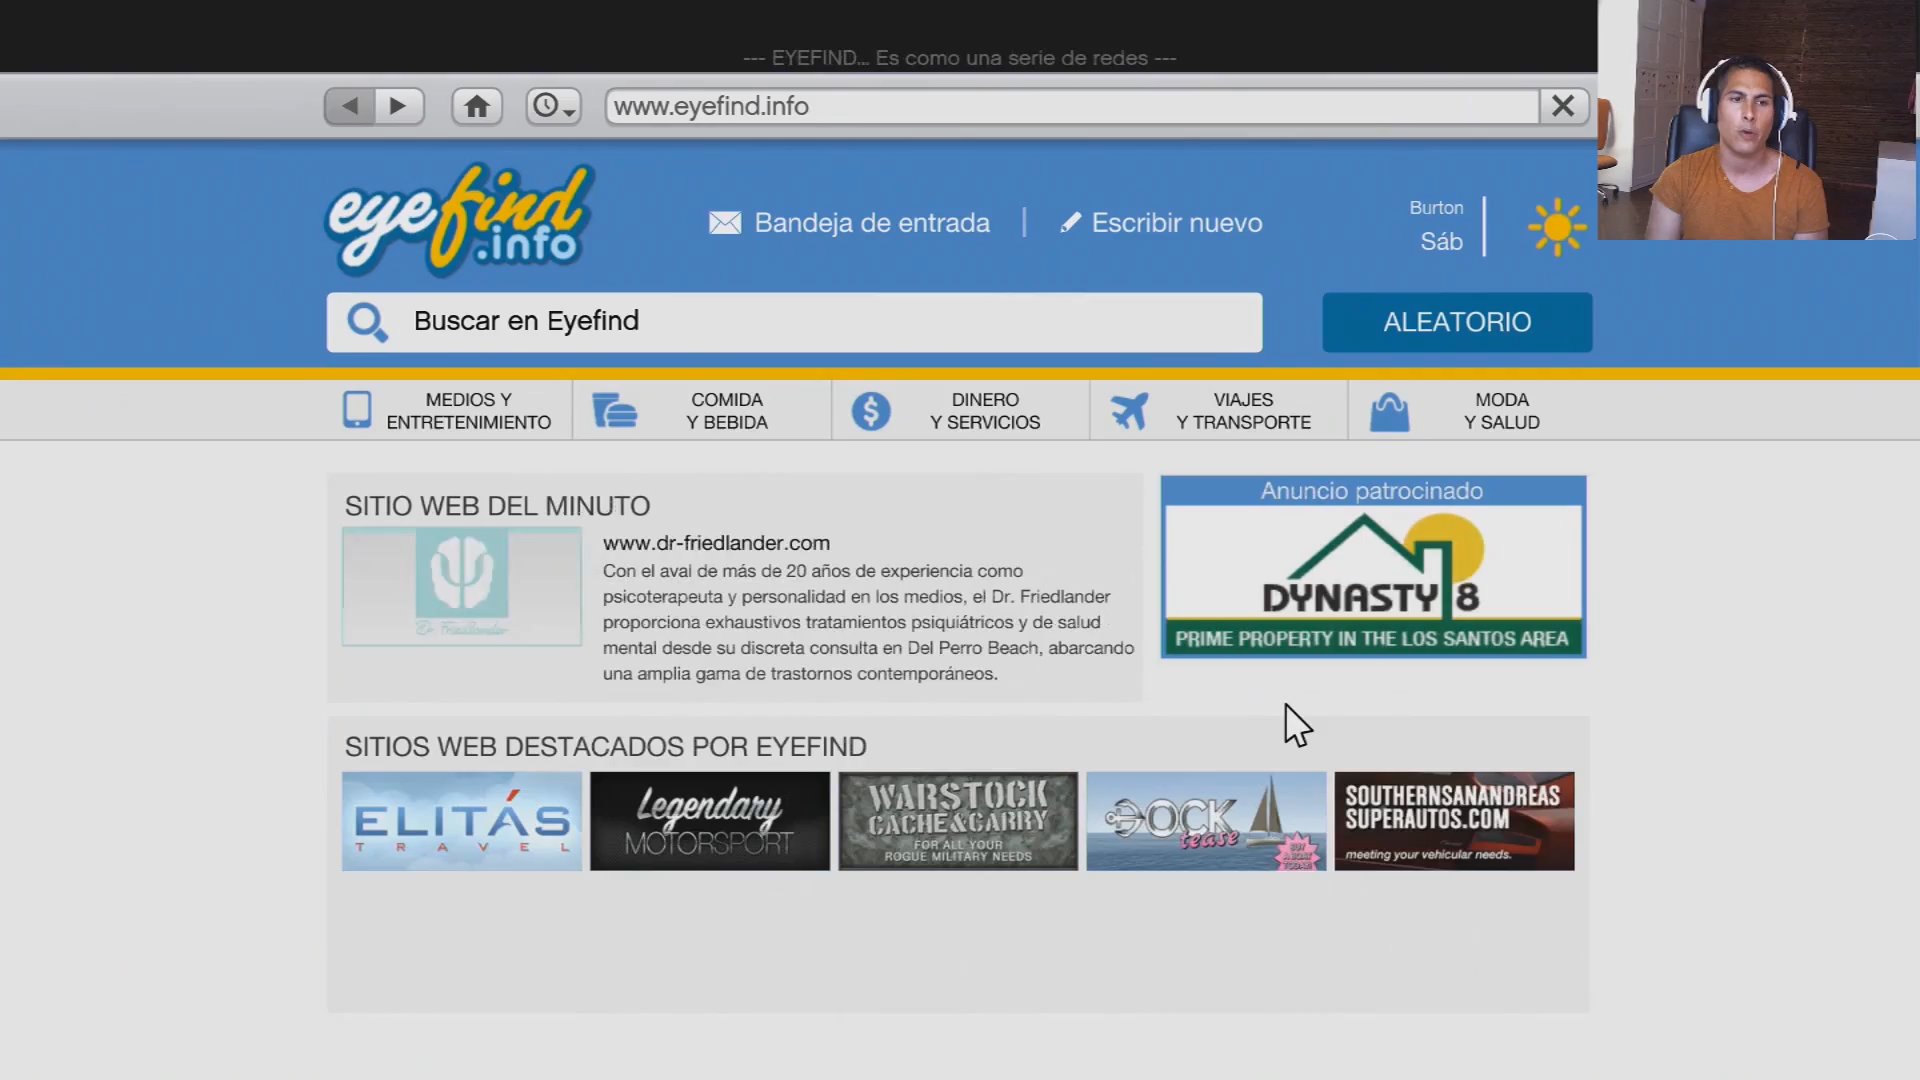 --- EYEFIND... Es como una serie de redes ---
www.eyefind.info
eyefind
.info
Bandeja de entrada
Escribir nuevo
Burton
Sáb
Buscar en Eyefind
ALEATORIO
MEDIOS Y
ENTRETENIMIENTO
COMIDA
Y BEBIDA
DINERO
Y SERVICIOS
VIAJES
Y TRANSPORTE
MODA
Y SALUD
SITIO WEB DEL MINUTO
Dr. Friedlander
www.dr-friedlander.com
Con el aval de más de 20 años de experiencia como
psicoterapeuta y personalidad en los medios, el Dr. Friedlander
proporciona exhaustivos tratamientos psiquiátricos y de salud
mental desde su discreta consulta en Del Perro Beach, abarcando
una amplia gama de trastornos contemporáneos.
Anuncio patrocinado
DYNASTY 8
PRIME PROPERTY IN THE LOS SANTOS AREA
SITIOS WEB DESTACADOS POR EYEFIND
ELITÁS
TRAVEL
Legendary
MOTORSPORT
WARSTOCK
CACHE & CARRY
FOR ALL YOUR
ROGUE MILITARY NEEDS
DOCK
tease
BUY
A BOAT
TODAY!
SOUTHERNSANANDREAS
SUPERAUTOS.COM
meeting your vehicular needs.